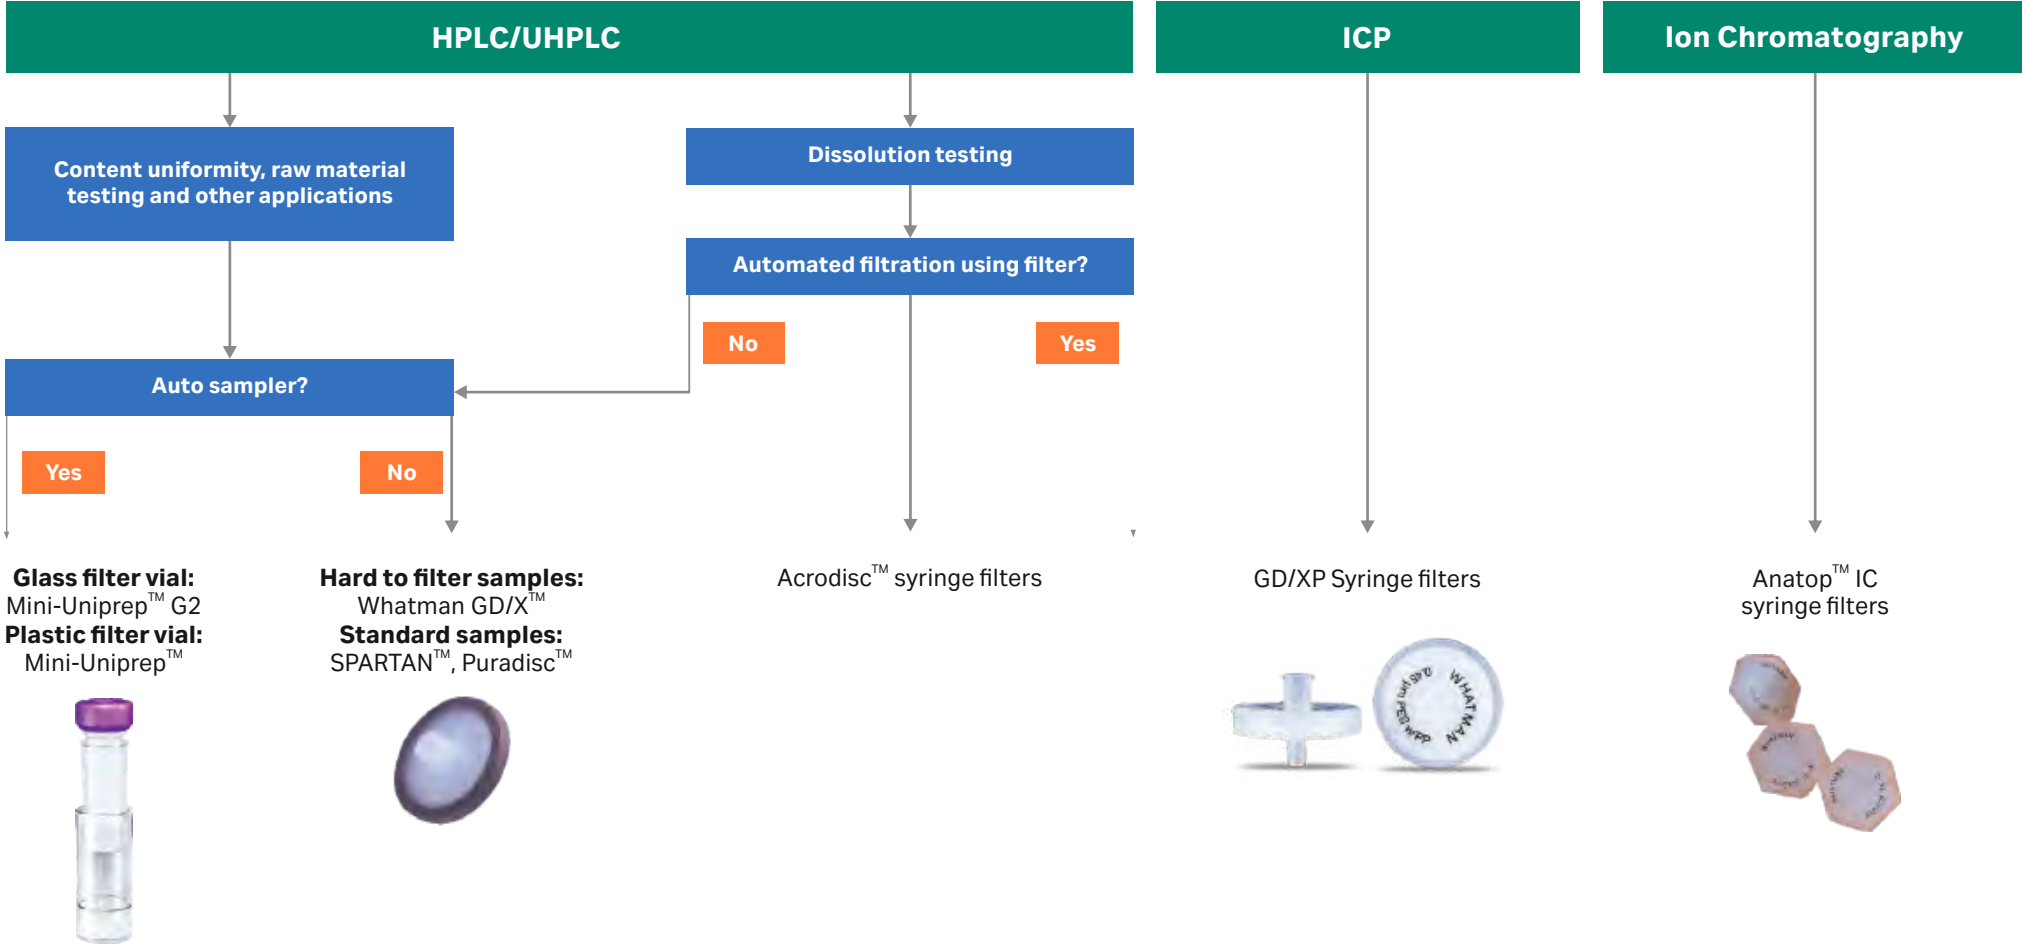 HPLC/UHPLC
ICP
Ion Chromatography
Content uniformity, raw material
testing and other applications
Dissolution testing
Automated filtration using filter?
No
Yes
Auto sampler?
Yes
No
Glass filter vial:
Mini-Uniprep™ G2
Plastic filter vial:
Mini-Uniprep™
Hard to filter samples:
Whatman GD/X™
Standard samples:
SPARTAN™, Puradisc™
Acrodisc™ syringe filters
GD/XP Syringe filters
WHATMAN
Anatop™ IC
syringe filters